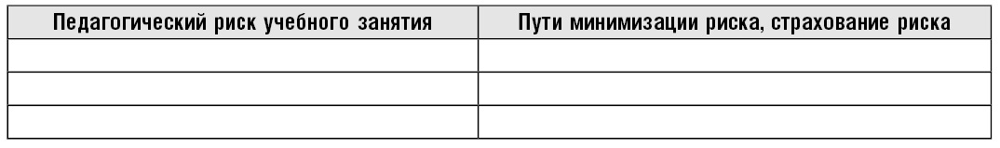 Педагогический риск учебного занятия
Пути минимизации риска, страхование риска